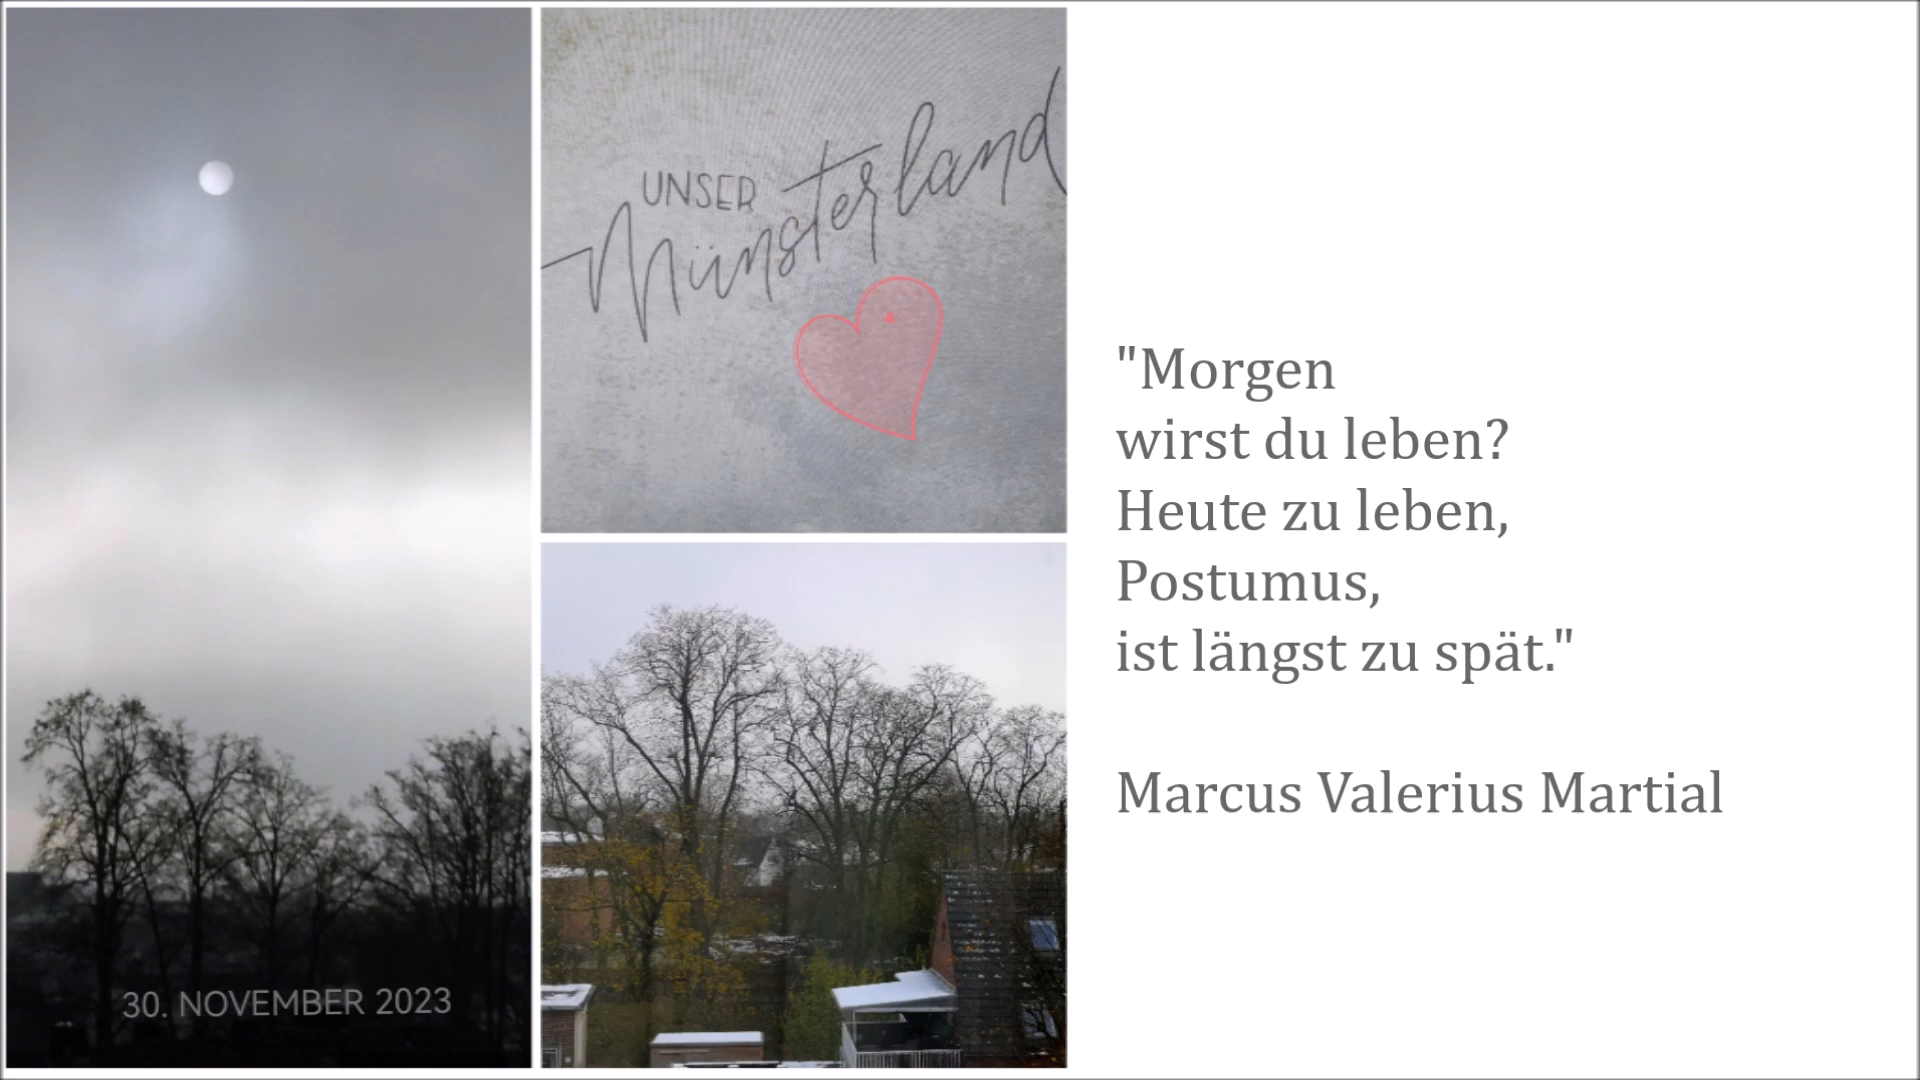 30. NOVEMBER 2023
UNSER
Münsterland
"Morgen
wirst du leben?
Heute zu leben,
Postumus,
ist längst zu spät."
Marcus Valerius Martial